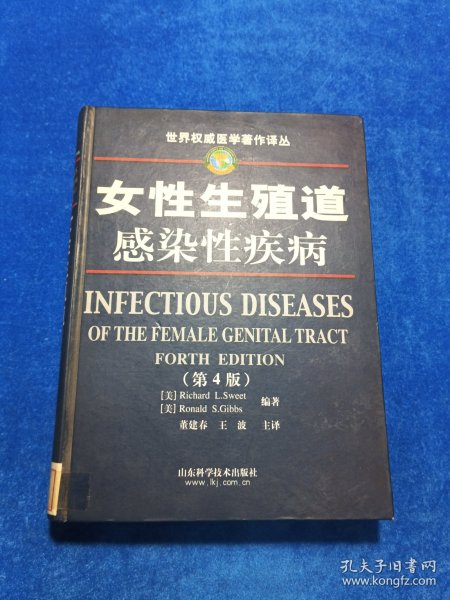 世界权威医学著作译丛
女性生殖道
感染性疾病
INFECTIOUS DISEASES
OF THE FEMALE GENITAL TRACT
FORTH EDITION
（第4版）
[美] Richard L.Sweet
[美] Ronald S.Gibbs
编著
董建春 王 波 主译
山东科学技术出版社
www.lkj.com.cn
孔夫子旧书网
www.kongfz.com